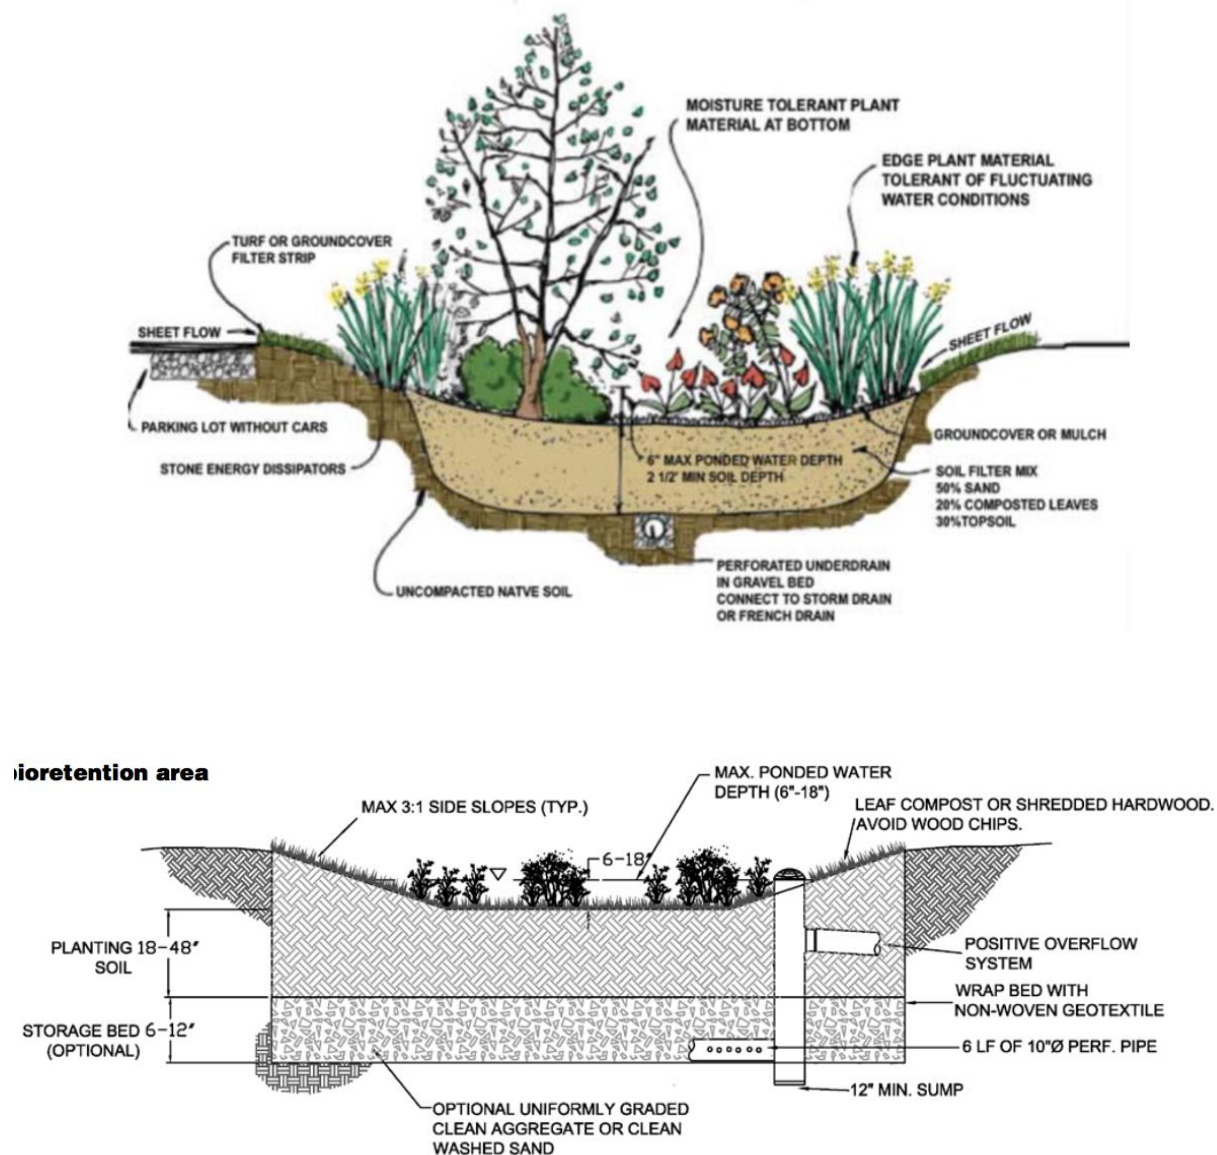 MOISTURE TOLERANT PLANT
MATERIAL AT BOTTOM
EDGE PLANT MATERIAL
TOLERANT OF FLUCTUATING
WATER CONDITIONS
TURF OR GROUNDCOVER
FILTER STRIP
SHEET FLOW
SHEET FLOW
PARKING LOT WITHOUT CARS
STONE ENERGY DISSIPATORS
GROUNDCOVER OR MULCH
6" MAX PONDED WATER DEPTH
2 1/2' MIN SOIL DEPTH
SOIL FILTER MIX
50% SAND
20% COMPOSTED LEAVES
30%TOPSOIL
PERFORATED UNDERDRAIN
IN GRAVEL BED
CONNECT TO STORM DRAIN
OR FRENCH DRAIN
UNCOMPACTED NATVE SOIL
ioretention area
MAX. PONDED WATER
DEPTH (6"-18")
MAX 3:1 SIDE SLOPES (TYP.)
LEAF COMPOST OR SHREDDED HARDWOOD.
AVOID WOOD CHIPS.
6-18"
PLANTING 18-48"
SOIL
POSITIVE OVERFLOW
SYSTEM
WRAP BED WITH
NON-WOVEN GEOTEXTILE
STORAGE BED 6-12"
(OPTIONAL)
6 LF OF 10"Ø PERF. PIPE
12" MIN. SUMP
OPTIONAL UNIFORMLY GRADED
CLEAN AGGREGATE OR CLEAN
WASHED SAND